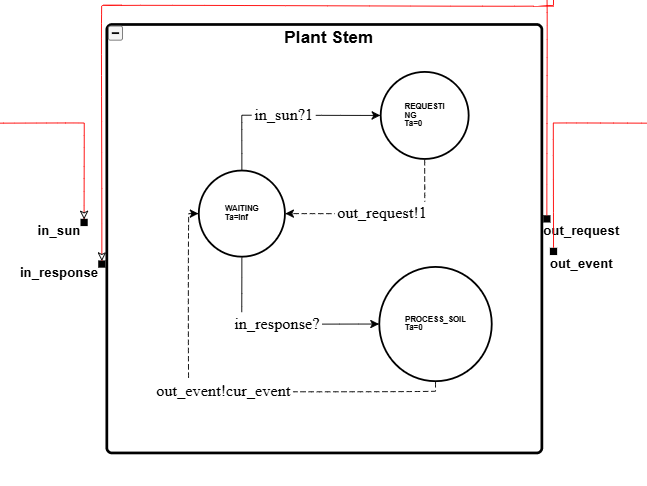 Plant Stem
REQUESTI
NG
Ta=0
in_sun?1
WAITING
Ta=inf
out_request!1
in_sun
out_request
in_response
out_event
in_response?
PROCESS_SOIL
Ta=0
out_event!cur_event